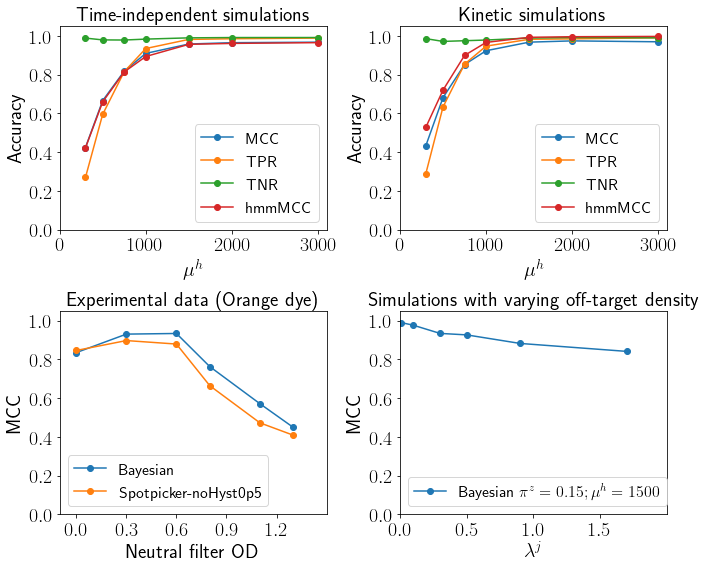 Time-independent simulations
Accuracy
1.0
0.8
0.6
0.4
0.2
0.0
MCC
TPR
TNR
hmmMCC
0 1000 2000 3000
μ^h
Kinetic simulations
Accuracy
1.0
0.8
0.6
0.4
0.2
0.0
MCC
TPR
TNR
hmmMCC
0 1000 2000 3000
μ^h
Experimental data (Orange dye)
MCC
1.0
0.8
0.6
0.4
0.2
0.0
Bayesian
Spotpicker-noHyst0p5
0.0 0.3 0.6 0.9 1.2
Neutral filter OD
Simulations with varying off-target density
MCC
1.0
0.8
0.6
0.4
0.2
0.0
Bayesian π^z = 0.15; μ^h = 1500
0.0 0.5 1.0 1.5
λ^j